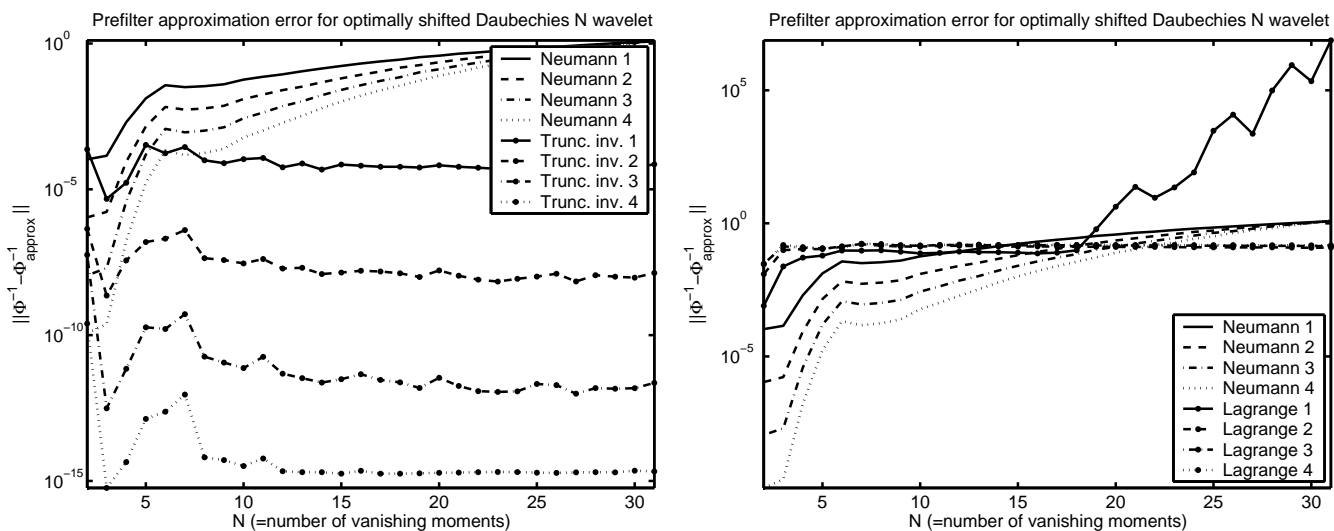 Prefilter approximation error for optimally shifted Daubechies N wavelet
10^0
10^-5
10^-10
10^-15
||Φ^-1−Φ^-1_approx||
5
10
15
20
25
30
N (=number of vanishing moments)
Neumann 1
Neumann 2
Neumann 3
Neumann 4
Trunc. inv. 1
Trunc. inv. 2
Trunc. inv. 3
Trunc. inv. 4
Prefilter approximation error for optimally shifted Daubechies N wavelet
10^5
10^0
10^-5
||Φ^-1−Φ^-1_approx||
5
10
15
20
25
30
N (=number of vanishing moments)
Neumann 1
Neumann 2
Neumann 3
Neumann 4
Lagrange 1
Lagrange 2
Lagrange 3
Lagrange 4